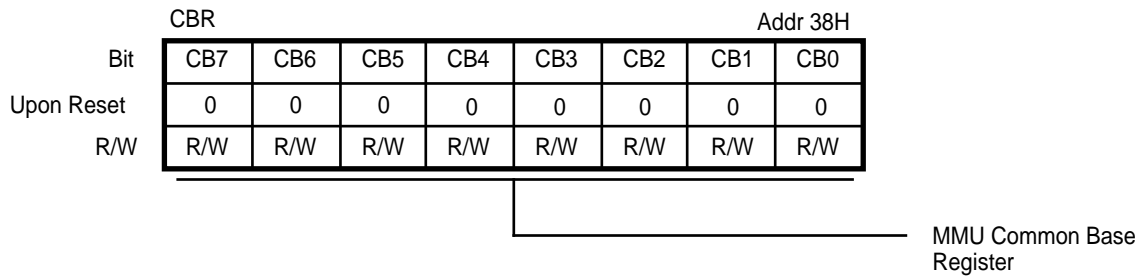 CBR Addr 38H
Bit CB7 CB6 CB5 CB4 CB3 CB2 CB1 CB0
Upon Reset 0 0 0 0 0 0 0 0
R/W R/W R/W R/W R/W R/W R/W R/W R/W
MMU Common Base
Register